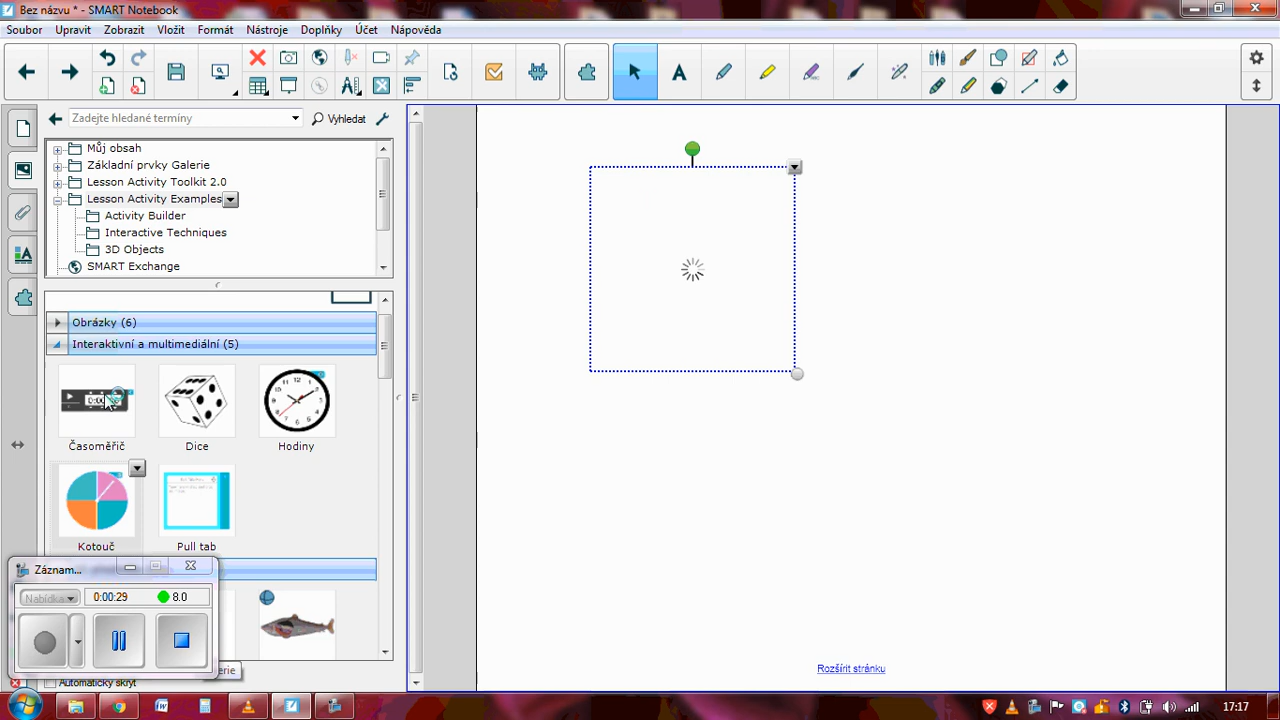 Bez názvu * - SMART Notebook
Soubor Upravit Zobrazit Vložit Formát Nástroje Doplňky Účet Nápověda
Zadejte hledané termíny
Vyhledat
Můj obsah
Základní prvky Galerie
Lesson Activity Toolkit 2.0
Lesson Activity Examples
Activity Builder
Interactive Techniques
3D Objects
SMART Exchange
Obrázky (6)
Interaktivní a multimediální (5)
Časoměřič Dice Hodiny
Kotouč Pull tab
Záznam...
Nabídka
0:00:29
8.0
erie
Automaticky skrýt
Rozšířit stránku
17:17